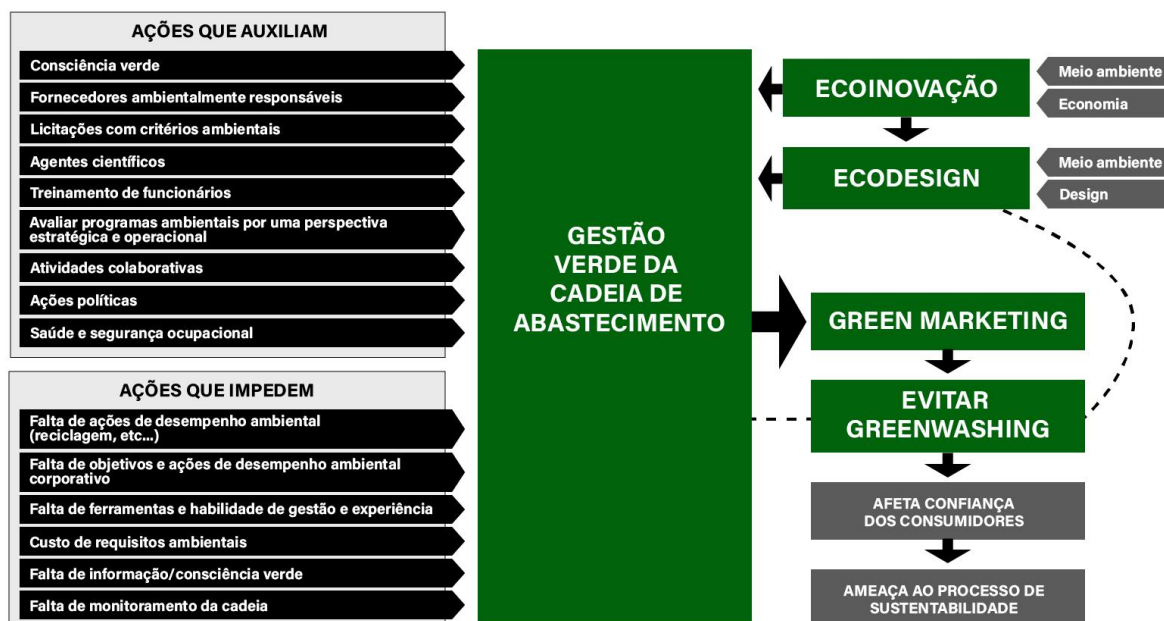 AÇÕES QUE AUXILIAM
Consciência verde
Fornecedores ambientalmente responsáveis
Licitações com critérios ambientais
Agentes científicos
Treinamento de funcionários
Avaliar programas ambientais por uma perspectiva
estratégica e operacional
Atividades colaborativas
Ações políticas
Saúde e segurança ocupacional
AÇÕES QUE IMPEDEM
Falta de ações de desempenho ambiental
(reciclagem, etc...)
Falta de objetivos e ações de desempenho ambiental
corporativo
Falta de ferramentas e habilidade de gestão e experiência
Custo de requisitos ambientais
Falta de informação/consciência verde
Falta de monitoramento da cadeia
GESTÃO
VERDE DA
CADEIA DE
ABASTECIMENTO
ECOINOVAÇÃO
Meio ambiente
Economia
ECODESIGN
Meio ambiente
Design
GREEN MARKETING
EVITAR
GREENWASHING
AFETA CONFIANÇA
DOS CONSUMIDORES
AMEAÇA AO PROCESSO DE
SUSTENTABILIDADE